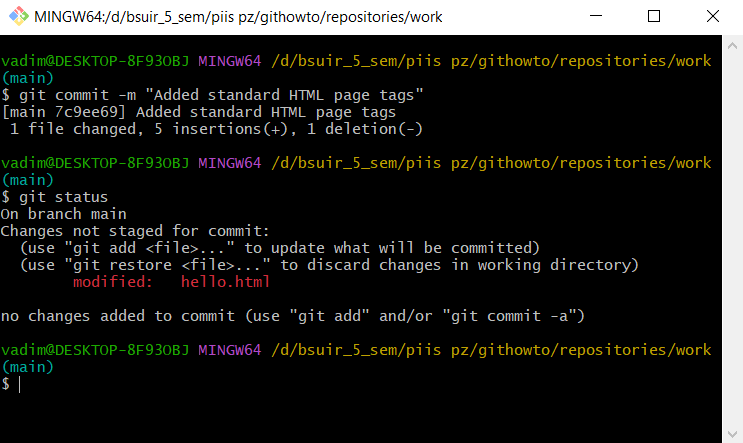 MINGW64:/d/bsuir_5_sem/piis pz/githowto/repositories/work
vadim@DESKTOP-8F93OBJ MINGW64 /d/bsuir_5_sem/piis pz/githowto/repositories/work
(main)
$ git commit -m "Added standard HTML page tags"
[main 7c9ee69] Added standard HTML page tags
 1 file changed, 5 insertions(+), 1 deletion(-)
vadim@DESKTOP-8F93OBJ MINGW64 /d/bsuir_5_sem/piis pz/githowto/repositories/work
(main)
$ git status
On branch main
Changes not staged for commit:
  (use "git add <file>..." to update what will be committed)
  (use "git restore <file>..." to discard changes in working directory)
        modified:   hello.html
no changes added to commit (use "git add" and/or "git commit -a")
vadim@DESKTOP-8F93OBJ MINGW64 /d/bsuir_5_sem/piis pz/githowto/repositories/work
(main)
$